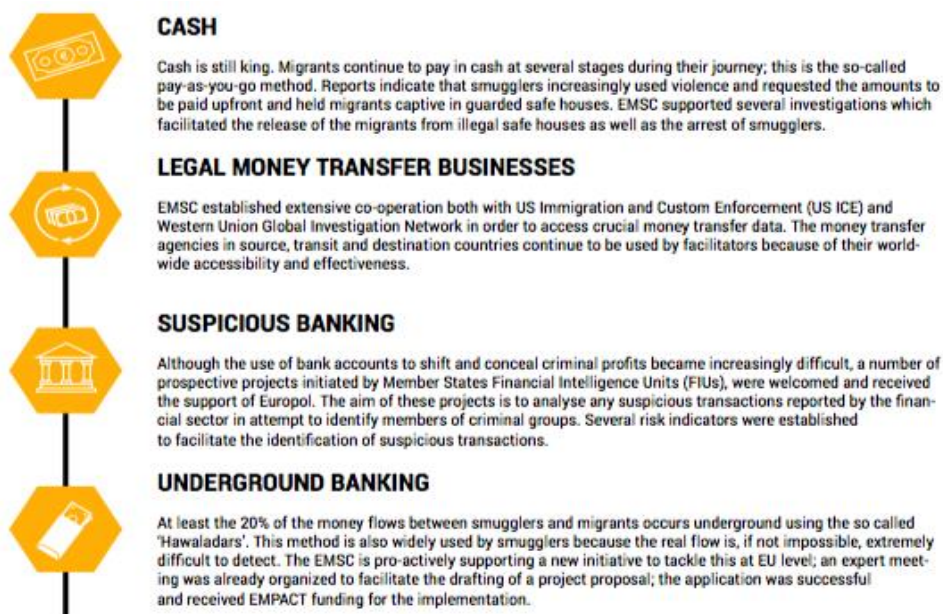 CASH
Cash is still king. Migrants continue to pay in cash at several stages during their journey; this is the so-called
pay-as-you-go method. Reports indicate that smugglers increasingly used violence and requested the amounts to
be paid upfront and held migrants captive in guarded safe houses. EMSC supported several investigations which
facilitated the release of the migrants from illegal safe houses as well as the arrest of smugglers.
LEGAL MONEY TRANSFER BUSINESSES
EMSC established extensive co-operation both with US Immigration and Custom Enforcement (US ICE) and
Western Union Global Investigation Network in order to access crucial money transfer data. The money transfer
agencies in source, transit and destination countries continue to be used by facilitators because of their world-
wide accessibility and effectiveness.
SUSPICIOUS BANKING
Although the use of bank accounts to shift and conceal criminal profits became increasingly difficult, a number of
prospective projects initiated by Member States Financial Intelligence Units (FIUs), were welcomed and received
the support of Europol. The aim of these projects is to analyse any suspicious transactions reported by the finan-
cial sector in attempt to identify members of criminal groups. Several risk indicators were established
to facilitate the identification of suspicious transactions.
UNDERGROUND BANKING
At least the 20% of the money flows between smugglers and migrants occurs underground using the so called
'Hawaladars'. This method is also widely used by smugglers because the real flow is, if not impossible, extremely
difficult to detect. The EMSC is pro-actively supporting a new initiative to tackle this at EU level; an expert meet-
ing was already organized to facilitate the drafting of a project proposal; the application was successful
and received EMPACT funding for the implementation.